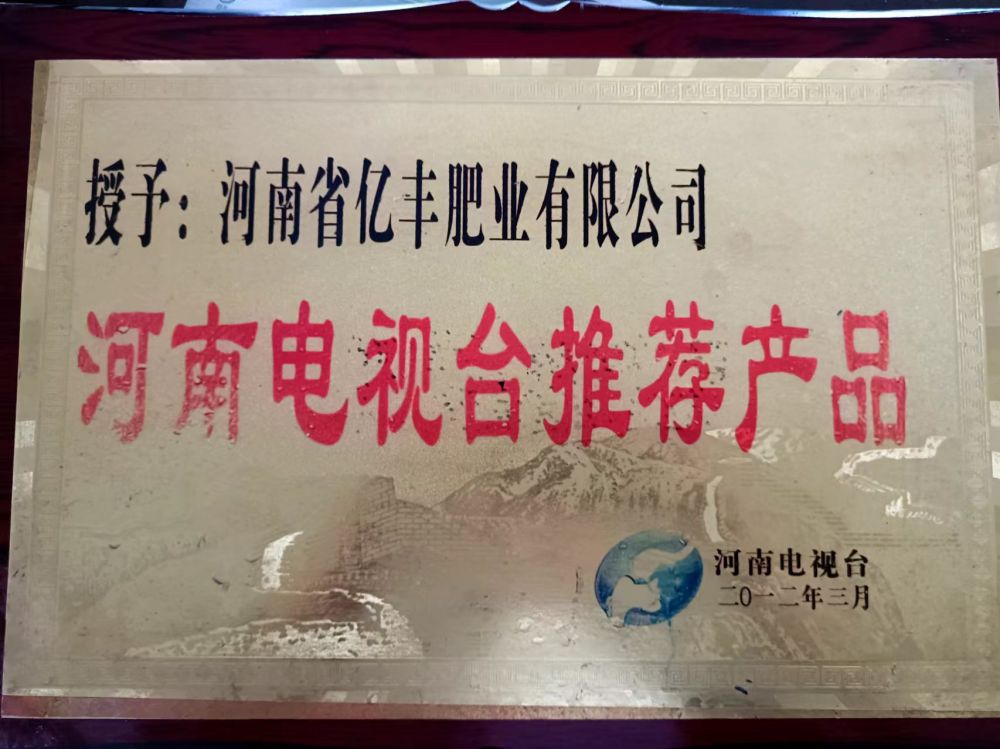 授予：河南省亿丰肥业有限公司
河南电视台推荐产品
河南电视台
二0一二年三月